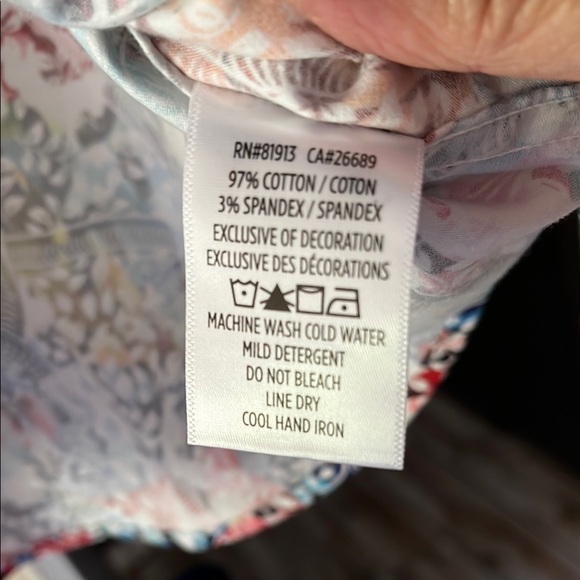 RN#81913 CA#26689
97% COTTON / COTON
3% SPANDEX / SPANDEX
EXCLUSIVE OF DECORATION
EXCLUSIVE DES DÉCORATIONS
MACHINE WASH COLD WATER
MILD DETERGENT
DO NOT BLEACH
LINE DRY
COOL HAND IRON